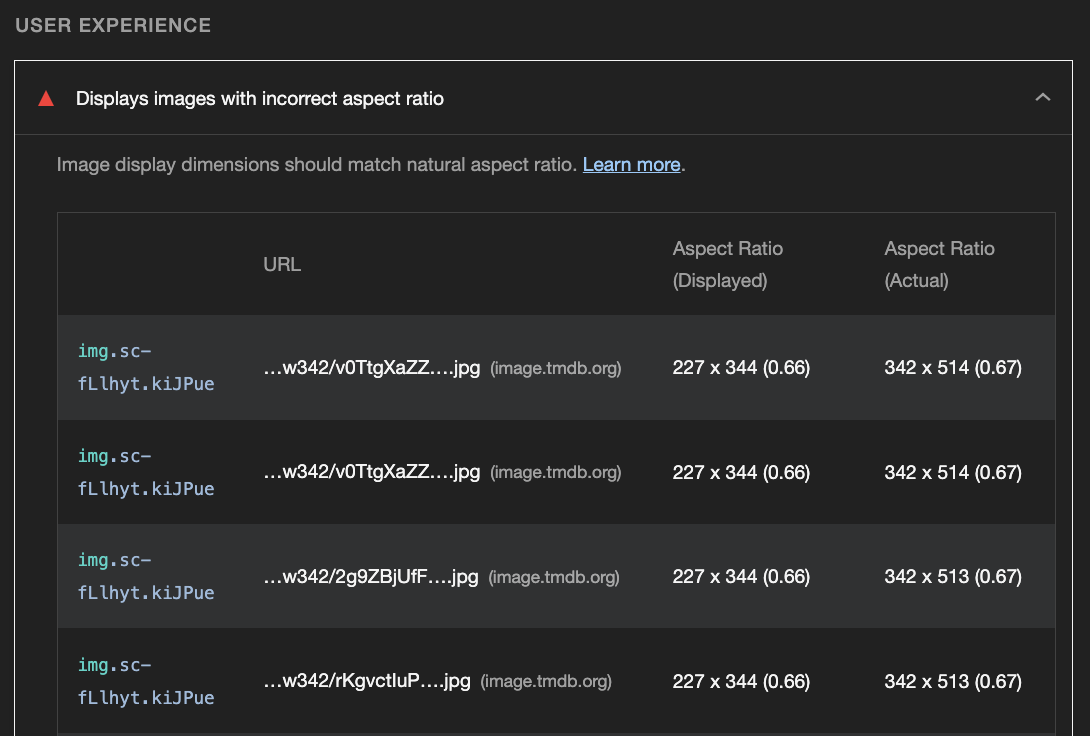 USER EXPERIENCE
Displays images with incorrect aspect ratio
Image display dimensions should match natural aspect ratio. Learn more.
URL
Aspect Ratio (Displayed)
Aspect Ratio (Actual)
img.sc-
fLlhyt.kiJPue
…w342/v0TtgXaZZ….jpg (image.tmdb.org)
227 x 344 (0.66)
342 x 514 (0.67)
img.sc-
fLlhyt.kiJPue
…w342/v0TtgXaZZ….jpg (image.tmdb.org)
227 x 344 (0.66)
342 x 514 (0.67)
img.sc-
fLlhyt.kiJPue
…w342/2g9ZBjUfF….jpg (image.tmdb.org)
227 x 344 (0.66)
342 x 513 (0.67)
img.sc-
fLlhyt.kiJPue
…w342/rKgvctIuP….jpg (image.tmdb.org)
227 x 344 (0.66)
342 x 513 (0.67)